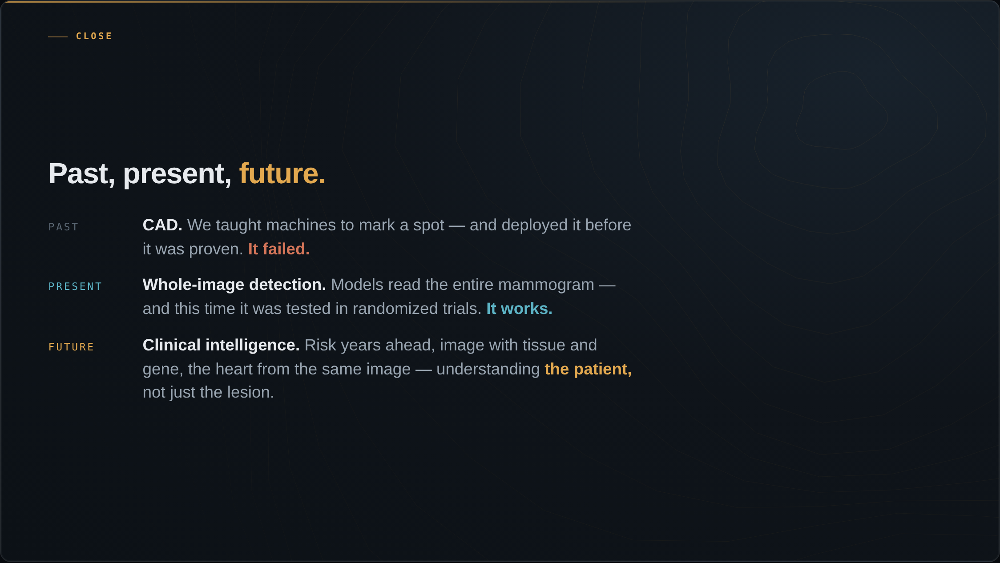 CLOSE
Past, present, future.
PAST
CAD. We taught machines to mark a spot — and deployed it before
it was proven. It failed.
PRESENT
Whole-image detection. Models read the entire mammogram —
and this time it was tested in randomized trials. It works.
FUTURE
Clinical intelligence. Risk years ahead, image with tissue and
gene, the heart from the same image — understanding the patient,
not just the lesion.